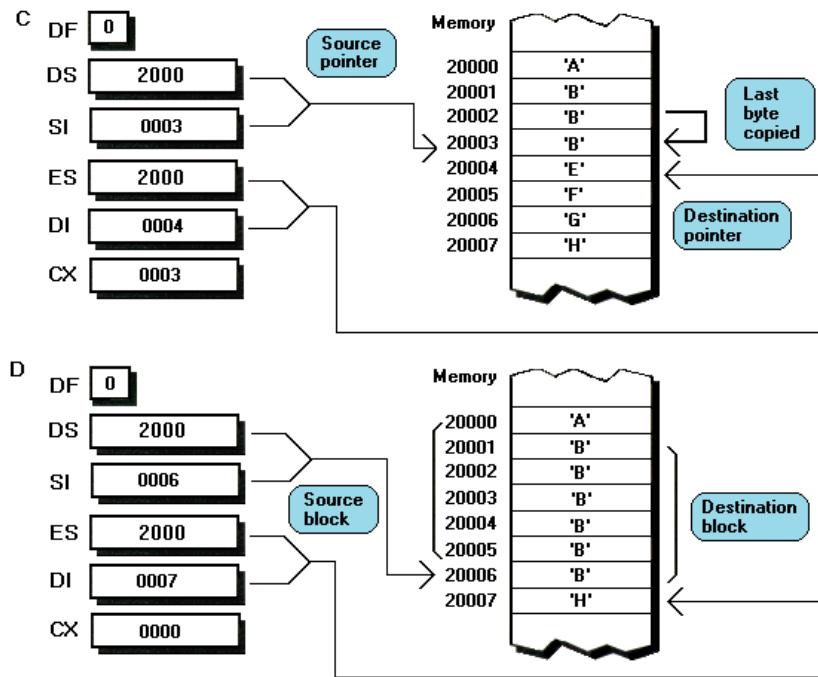 C
DF 0
DS 2000
SI 0003
ES 2000
DI 0004
CX 0003
Source
pointer
Memory
20000 'A'
20001 'B'
20002 'B'
20003 'B'
20004 'E'
20005 'F'
20006 'G'
20007 'H'
Last
byte
copied
Destination
pointer
D
DF 0
DS 2000
SI 0006
ES 2000
DI 0007
CX 0000
Source
block
Memory
20000 'A'
20001 'B'
20002 'B'
20003 'B'
20004 'B'
20005 'B'
20006 'B'
20007 'H'
Destination
block